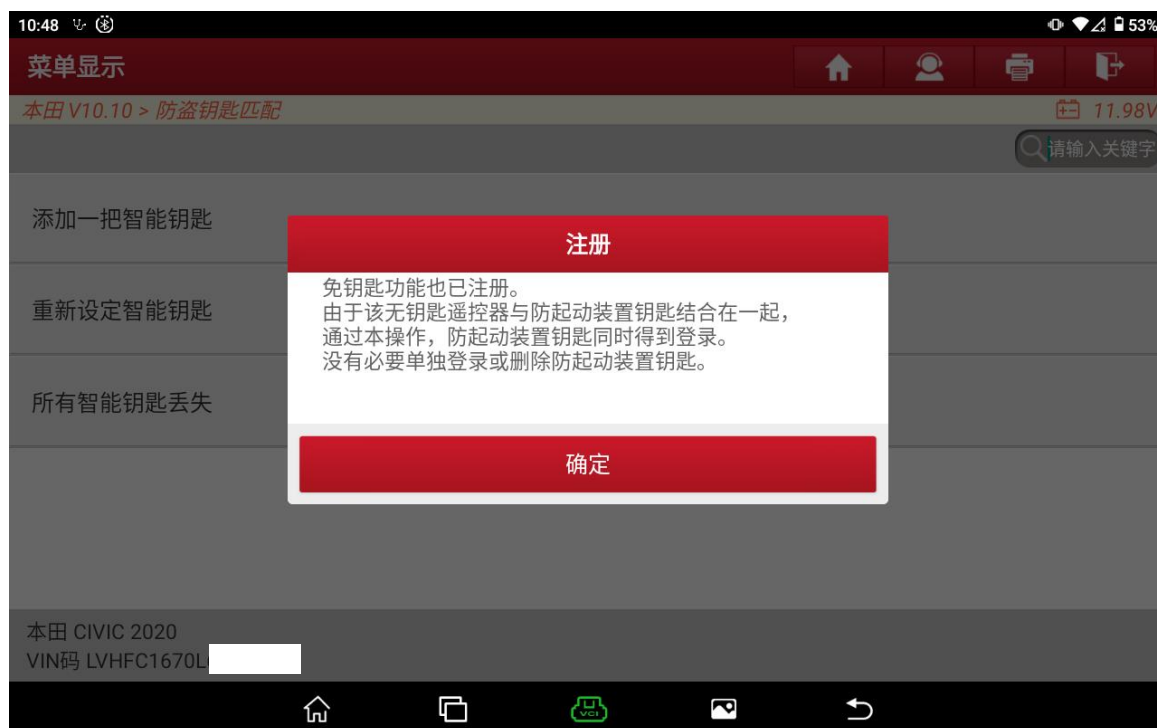 10:48 53%
菜单显示
本田 V10.10 > 防盗钥匙匹配 11.98V
请输入关键字
添加一把智能钥匙
注册
免钥匙功能也已注册。
由于该无钥匙遥控器与防起动装置钥匙结合在一起，
通过本操作，防起动装置钥匙同时得到登录。
没有必要单独登录或删除防起动装置钥匙。
重新设定智能钥匙
所有智能钥匙丢失
确定
本田 CIVIC 2020
VIN码 LVHFC1670L
VCI